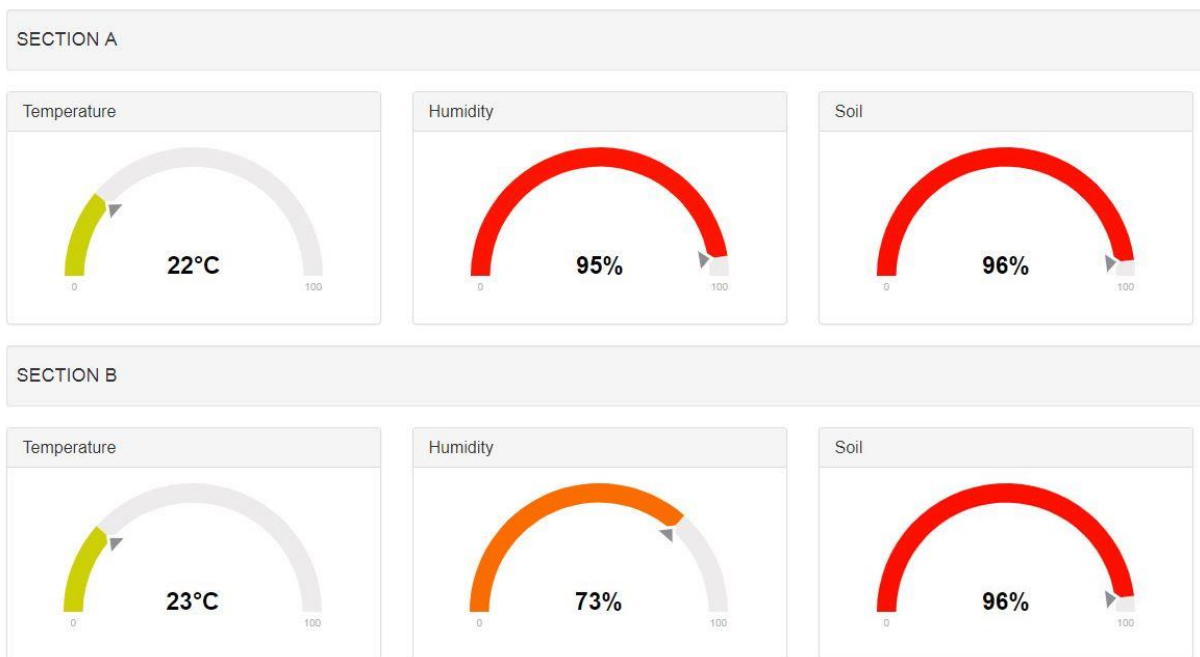 SECTION A
Temperature Humidity Soil
22°C 95% 96%
0 100 0 100 0 100
SECTION B
Temperature Humidity Soil
23°C 73% 96%
0 100 0 100 0 100